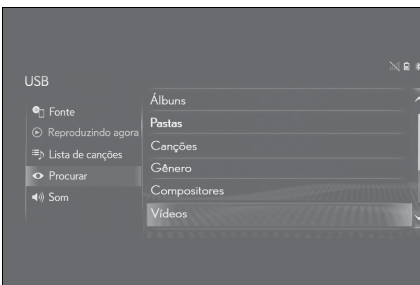 USB
Fonte
Reproduzindo agora
Lista de canções
Procurar
Som
Álbuns
Pastas
Canções
Gênero
Compositores
Vídeos